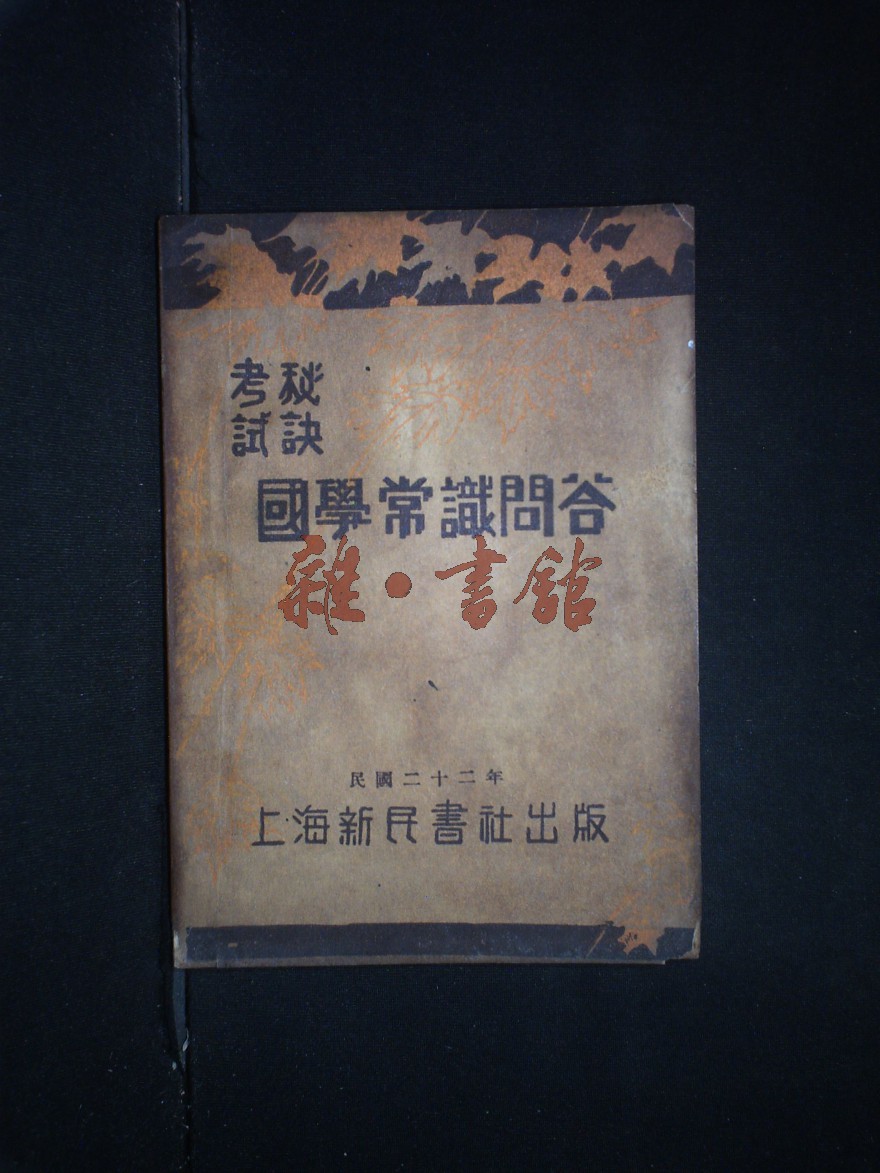 考試秘訣
國學常識問答
雜·書館
民國二十二年
上海新民書社出版